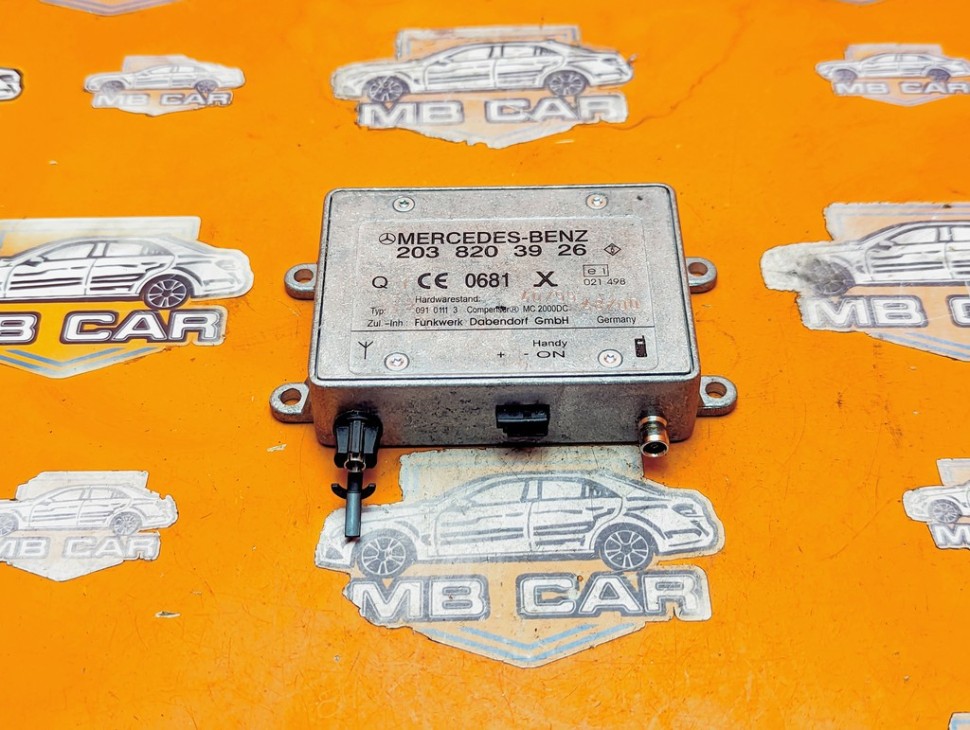 MB CAR
MB CAR
MB CAR
MERCEDES-BENZ
203 820 39 26
Q CE 0681 X e1
021 498
Hardwarestand:
Typ: 091 0111 3 Compenser® MC 2000DC
Zul.-Inh.: Funkwerk Dabendorf GmbH Germany
Handy
+ - ON
MB CAR
MB CAR
MB CAR
MB CAR